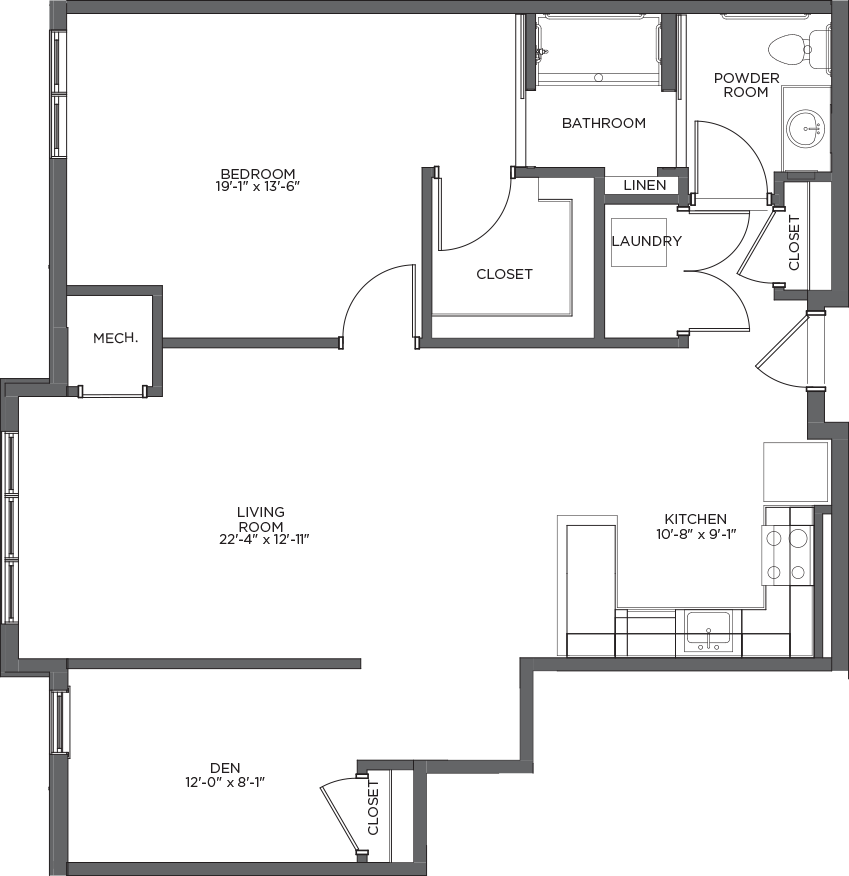 POWDER
ROOM
BATHROOM
BEDROOM
19'-1" x 13'-6"
LINEN
LAUNDRY
CLOSET
CLOSET
MECH.
LIVING
ROOM
22'-4" x 12'-11"
KITCHEN
10'-8" x 9'-1"
DEN
12'-0" x 8'-1"
CLOSET